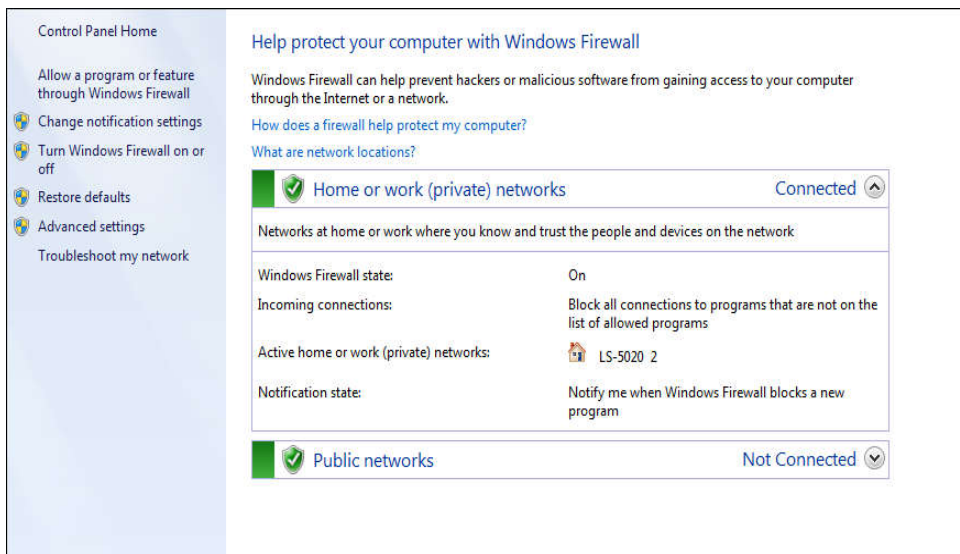 Control Panel Home
Allow a program or feature
through Windows Firewall
Change notification settings
Turn Windows Firewall on or
off
Restore defaults
Advanced settings
Troubleshoot my network
Help protect your computer with Windows Firewall
Windows Firewall can help prevent hackers or malicious software from gaining access to your computer
through the Internet or a network.
How does a firewall help protect my computer?
What are network locations?
Home or work (private) networks Connected
Networks at home or work where you know and trust the people and devices on the network
Windows Firewall state: On
Incoming connections: Block all connections to programs that are not on the
list of allowed programs
Active home or work (private) networks: LS-5020 2
Notification state: Notify me when Windows Firewall blocks a new
program
Public networks Not Connected